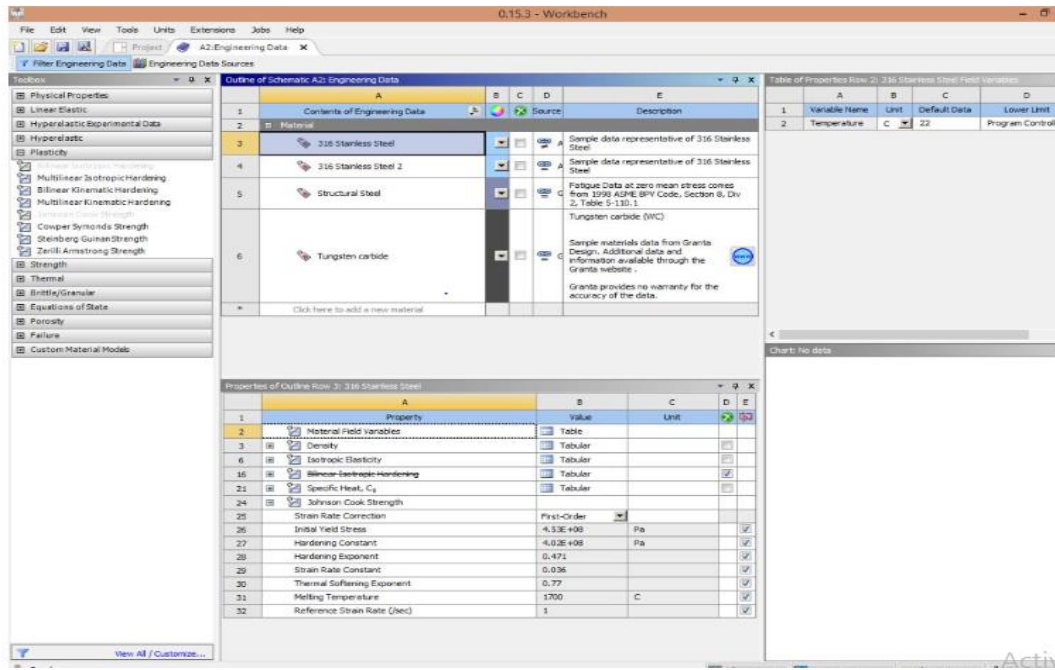 0.15.3 - Workbench
File Edit View Tools Units Extensions Jobs Help
Project A2:Engineering Data
Filter Engineering Data Engineering Data Sources
Toolbox
Physical Properties
Linear Elastic
Hyperelastic Experimental Data
Hyperelastic
Plasticity
Multilinear Isotropic Hardening
Bilinear Kinematic Hardening
Multilinear Kinematic Hardening
Johnson Cook Strength
Cowper Symonds Strength
Steinberg Guinan Strength
Zerilli Armstrong Strength
Strength
Thermal
Brittle/Granular
Equations of State
Porosity
Failure
Custom Material Models
View All / Customize...
Outline of Schematic A2: Engineering Data
A B C D E
1 Contents of Engineering Data Source Description
2 Material
3 316 Stainless Steel Sample data representative of 316 Stainless
Steel
4 316 Stainless Steel 2 Sample data representative of 316 Stainless
Steel
5 Structural Steel Fatigue Data at zero mean stress comes
from 1998 ASME BPV Code, Section 8, Div
2, Table 5-110.1
6 Tungsten carbide Tungsten carbide (WC)
Sample materials data from Granta
Design. Additional data and
information available through the
Granta website .
Granta provides no warranty for the
accuracy of the data.
* Click here to add a new material
Properties of Outline Row 3: 316 Stainless Steel
A B C D E
1 Property Value Unit
2 Material Field Variables Table
3 Density Tabular
6 Isotropic Elasticity Tabular
16 Bilinear Isotropic Hardening Tabular
21 Specific Heat, Cₚ Tabular
24 Johnson Cook Strength
25 Strain Rate Correction First-Order
26 Initial Yield Stress 4.53E+08 Pa
27 Hardening Constant 4.02E+08 Pa
28 Hardening Exponent 0.471
29 Strain Rate Constant 0.036
30 Thermal Softening Exponent 0.77
31 Melting Temperature 1700 C
32 Reference Strain Rate (/sec) 1
Table of Properties Row 2: 316 Stainless Steel Field Variables
A B C D
1 Variable Name Unit Default Data Lower Limit
2 Temperature C 22 Program Control
Chart: No data